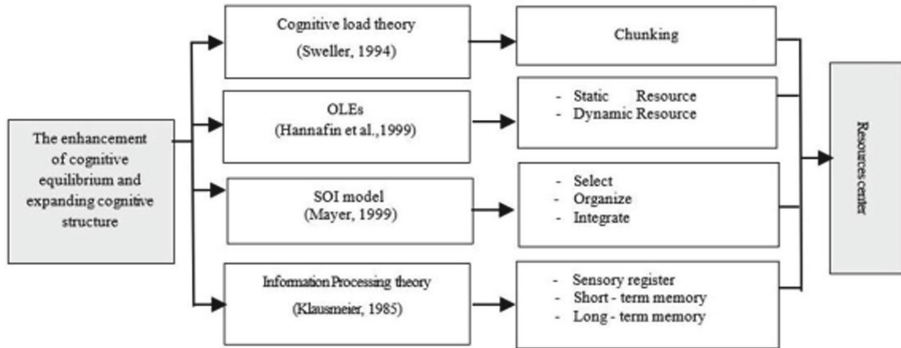 The enhancement
of cognitive
equilibrium and
expanding cognitive
structure
Cognitive load theory
(Sweller, 1994)
Chunking
OLEs
(Hannafin et al.,1999)
- Static Resource
- Dynamic Resource
SOI model
(Mayer, 1999)
- Select
- Organize
- Integrate
Information Processing theory
(Klausmeier, 1985)
- Sensory register
- Short - term memory
- Long - term memory
Resources center